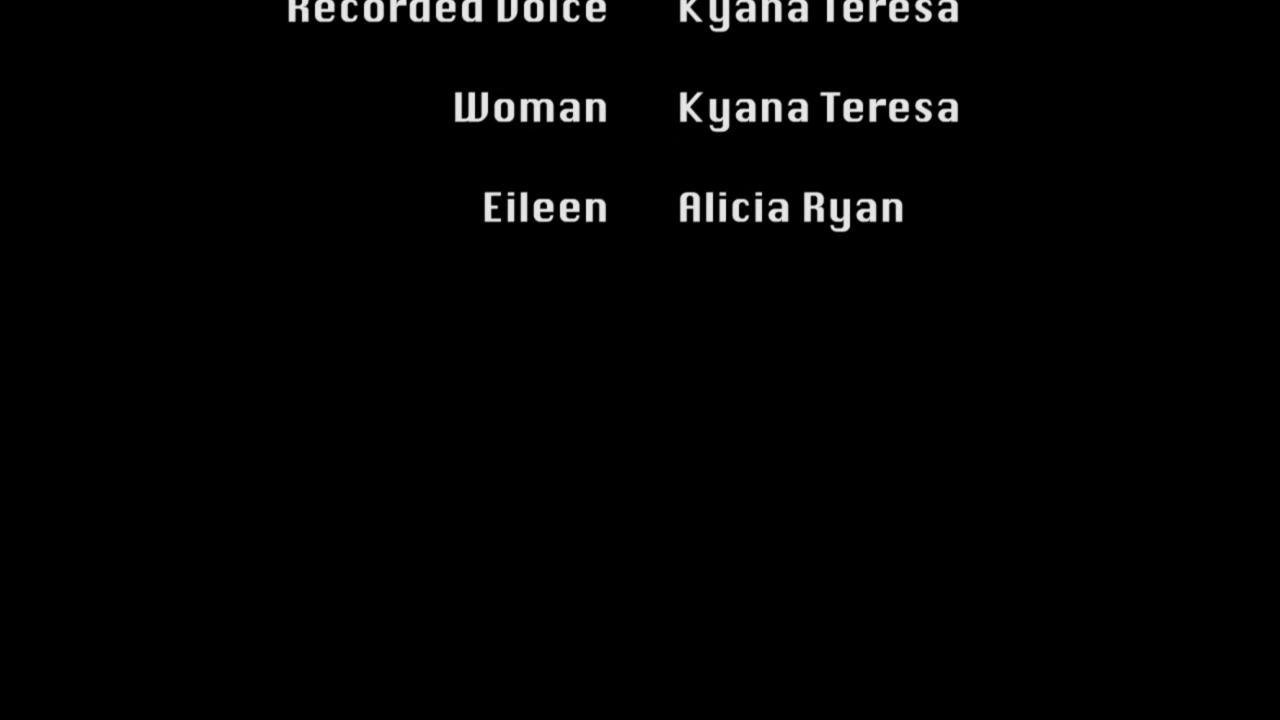 Recorded Voice Kyana Teresa
Woman Kyana Teresa
Eileen Alicia Ryan